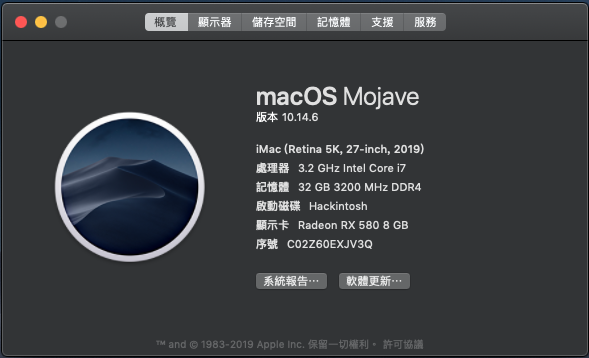 概覽 顯示器 儲存空間 記憶體 支援 服務
macOS Mojave
版本 10.14.6
iMac (Retina 5K, 27-inch, 2019)
處理器 3.2 GHz Intel Core i7
記憶體 32 GB 3200 MHz DDR4
啟動磁碟 Hackintosh
顯示卡 Radeon RX 580 8 GB
序號 C02Z60EXJV3Q
系統報告⋯ 軟體更新⋯
™ and © 1983-2019 Apple Inc. 保留一切權利。 許可協議